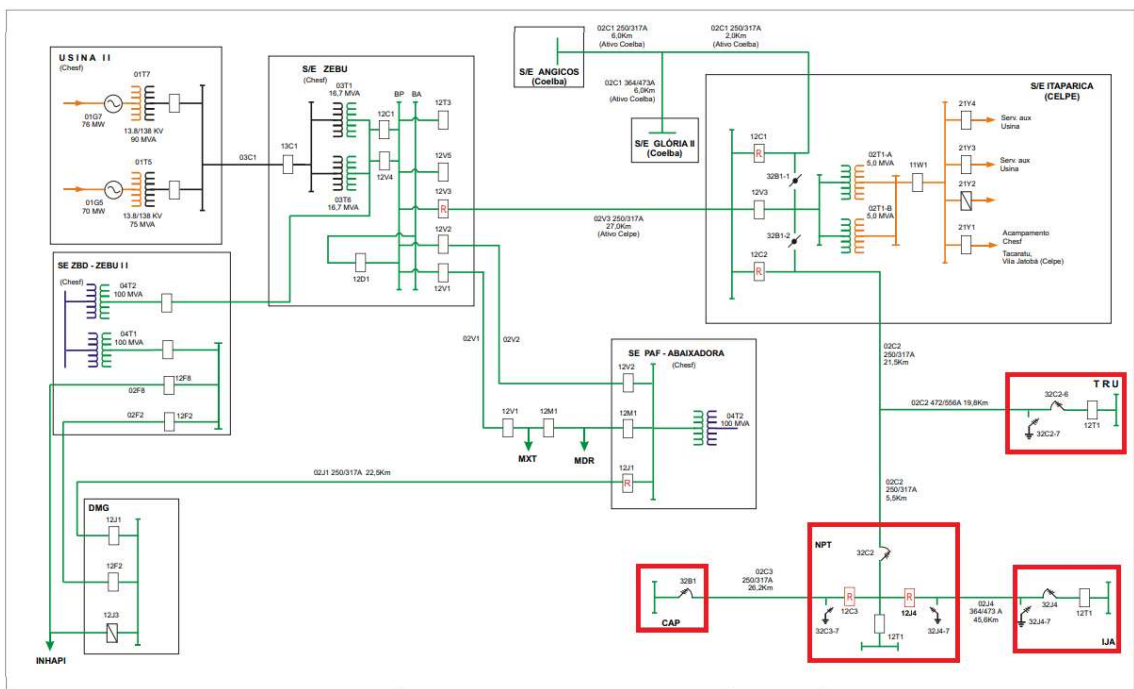 USINA II
(Chesf)
01T7
01G7
76 MW
13.8/138 KV
90 MVA
01T5
01G5
70 MW
13.8/138 KV
75 MVA
03C1
S/E ZEBU
(Chesf)
13C1
03T1
16,7 MVA
03T6
16,7 MVA
12C1
12V4
BP
BA
12T3
12V5
12V3
R
12V2
12V1
12D1
SE ZBD - ZEBU II
(Chesf)
04T2
100 MVA
04T1
100 MVA
12F8
02F8
02F2
12F2
S/E ANGICOS
(Coelba)
02C1 250/317A
6,0Km
(Ativo Coelba)
02C1 250/317A
2,0Km
(Ativo Coelba)
02C1 364/473A
6,0Km
(Ativo Coelba)
S/E GLÓRIA II
(Coelba)
S/E ITAPARICA
(CELPE)
12C1
R
32B1-1
12V3
32B1-2
12C2
R
02T1-A
5,0 MVA
02T1-B
5,0 MVA
11W1
21Y4
Serv. aux
Usina
21Y3
Serv. aux
Usina
21Y2
21Y1
Acampamento
Chesf
Tacaratu,
Vila Jatobá (Celpe)
02V3 250/317A
27,0Km
(Ativo Celpe)
02V1
02V2
SE PAF - ABAIXADORA
(Chesf)
12V2
12M1
12J1
R
04T2
100 MVA
12V1
12M1
MXT
MDR
02J1 250/317A 22,5Km
DMG
12J1
12F2
12J3
INHAPI
02C2
250/317A
21,5Km
02C2 472/556A 19,8Km
TRU
32C2-6
32C2-7
12T1
02C2
250/317A
5,5Km
NPT
32C2
R
12C3
R
12J4
32C3-7
32J4-7
12T1
02C3
250/317A
26,2Km
32B1
CAP
02J4
364/473 A
45,6Km
32J4
32J4-7
12T1
IJA